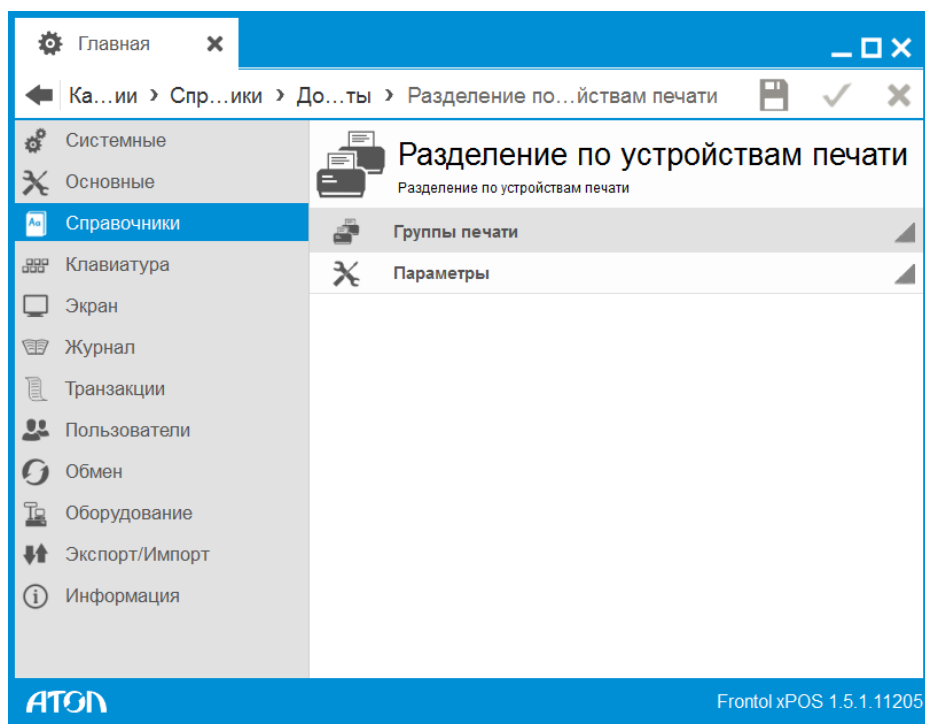 Главная
Ка...ии › Спр...ики › До...ты › Разделение по...йствам печати
Системные
Основные
Справочники
Клавиатура
Экран
Журнал
Транзакции
Пользователи
Обмен
Оборудование
Экспорт/Импорт
Информация
Разделение по устройствам печати
Разделение по устройствам печати
Группы печати
Параметры
ATOЛ
Frontol xPOS 1.5.1.11205